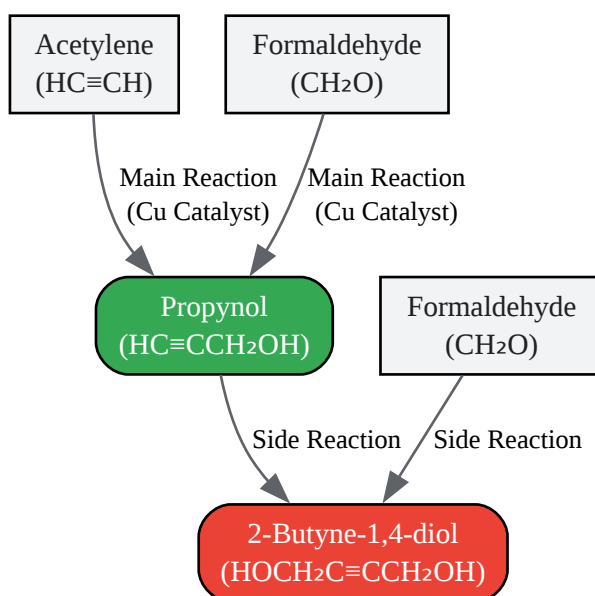 Acetylene
(HC≡CH)
Formaldehyde
(CH₂O)
Main Reaction
(Cu Catalyst)
Main Reaction
(Cu Catalyst)
Propynol
(HC≡CCH₂OH)
Formaldehyde
(CH₂O)
Side Reaction
Side Reaction
2-Butyne-1,4-diol
(HOCH₂C≡CCH₂OH)